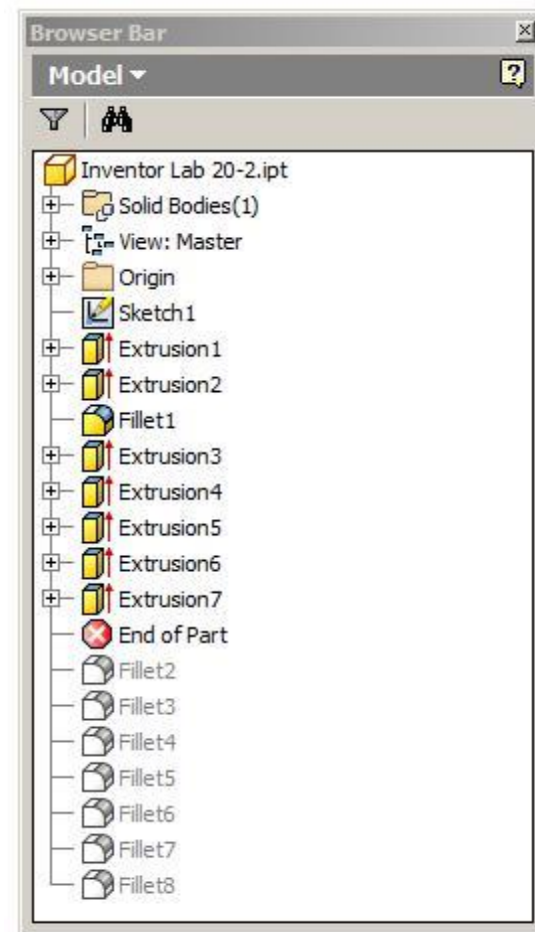 Browser Bar
Model
Inventor Lab 20-2.ipt
Solid Bodies(1)
View: Master
Origin
Sketch1
Extrusion1
Extrusion2
Fillet1
Extrusion3
Extrusion4
Extrusion5
Extrusion6
Extrusion7
End of Part
Fillet2
Fillet3
Fillet4
Fillet5
Fillet6
Fillet7
Fillet8